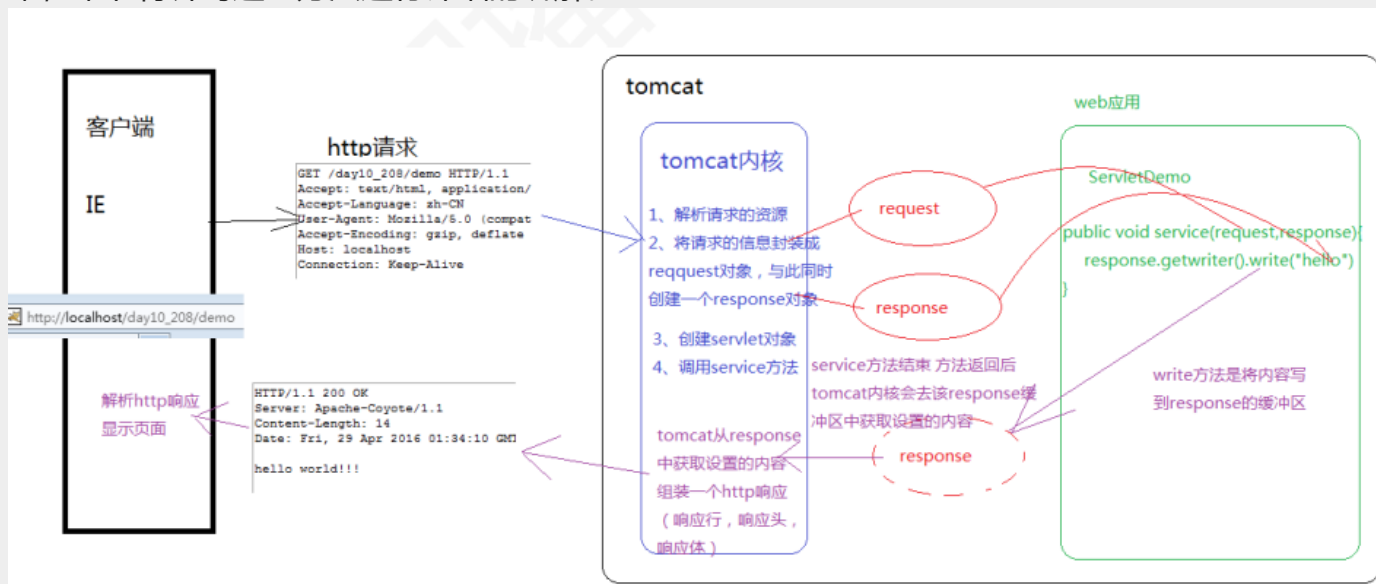 客户端
IE
http://localhost/day10_208/demo
解析http响应
显示页面
http请求
GET /day10_208/demo HTTP/1.1
Accept: text/html, application/
Accept-Language: zh-CN
User-Agent: Mozilla/5.0 (compat
Accept-Encoding: gzip, deflate
Host: localhost
Connection: Keep-Alive
HTTP/1.1 200 OK
Server: Apache-Coyote/1.1
Content-Length: 14
Date: Fri, 29 Apr 2016 01:34:10 GMT
hello world!!!
tomcat
tomcat内核
1、解析请求的资源
2、将请求的信息封装成
reqquest对象，与此同时
创建一个response对象
3、创建servlet对象
4、调用service方法
tomcat从response
中获取设置的内容
组装一个http响应
（响应行，响应头，
响应体）
request
response
service方法结束 方法返回后
tomcat内核会去该response缓
冲区中获取设置的内容
response
web应用
ServletDemo
public void service(request,response){
response.getwriter().write("hello")
}
write方法是将内容写
到response的缓冲区